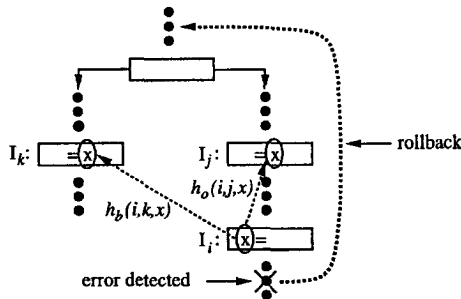 I_k: =x
I_j: =x
rollback
h_b(i,k,x)
h_o(i,j,x)
I_i: x=
error detected